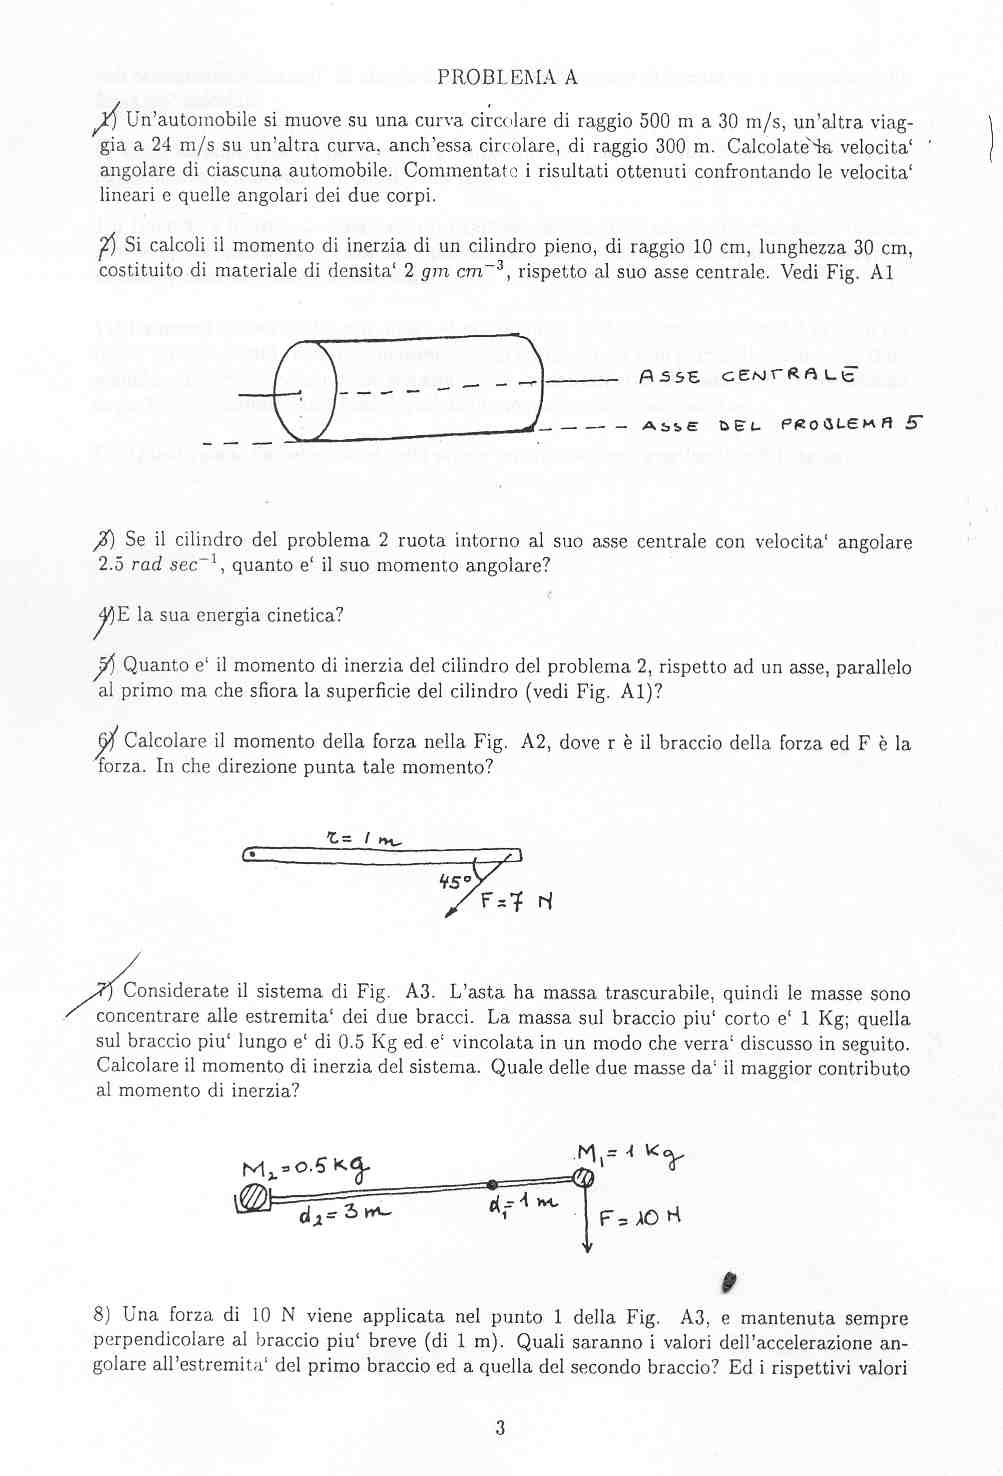 PROBLEMA A
1) Un'automobile si muove su una curva circolare di raggio 500 m a 30 m/s, un'altra viag-
gia a 24 m/s su un'altra curva, anch'essa circolare, di raggio 300 m. Calcolate la velocita‘
angolare di ciascuna automobile. Commentate i risultati ottenuti confrontando le velocita‘
lineari e quelle angolari dei due corpi.
2) Si calcoli il momento di inerzia di un cilindro pieno, di raggio 10 cm, lunghezza 30 cm,
costituito di materiale di densita‘ 2 gm cm⁻³, rispetto al suo asse centrale. Vedi Fig. A1
ASSE CENTRALE
ASSE DEL PROBLEMA 5
3) Se il cilindro del problema 2 ruota intorno al suo asse centrale con velocita‘ angolare
2.5 rad sec⁻¹, quanto e‘ il suo momento angolare?
4)E la sua energia cinetica?
5) Quanto e‘ il momento di inerzia del cilindro del problema 2, rispetto ad un asse, parallelo
al primo ma che sfiora la superficie del cilindro (vedi Fig. A1)?
6) Calcolare il momento della forza nella Fig. A2, dove r è il braccio della forza ed F è la
forza. In che direzione punta tale momento?
r = 1 m
45°
F = 7 N
7) Considerate il sistema di Fig. A3. L'asta ha massa trascurabile, quindi le masse sono
concentrare alle estremita‘ dei due bracci. La massa sul braccio piu‘ corto e‘ 1 Kg; quella
sul braccio piu‘ lungo e‘ di 0.5 Kg ed e‘ vincolata in un modo che verra‘ discusso in seguito.
Calcolare il momento di inerzia del sistema. Quale delle due masse da‘ il maggior contributo
al momento di inerzia?
M₁ = 1 Kg
M₂ = 0.5 Kg
d₂ = 3 m
d₁ = 1 m
F = 10 N
8) Una forza di 10 N viene applicata nel punto 1 della Fig. A3, e mantenuta sempre
perpendicolare al braccio piu‘ breve (di 1 m). Quali saranno i valori dell'accelerazione an-
golare all'estremita‘ del primo braccio ed a quella del secondo braccio? Ed i rispettivi valori
3